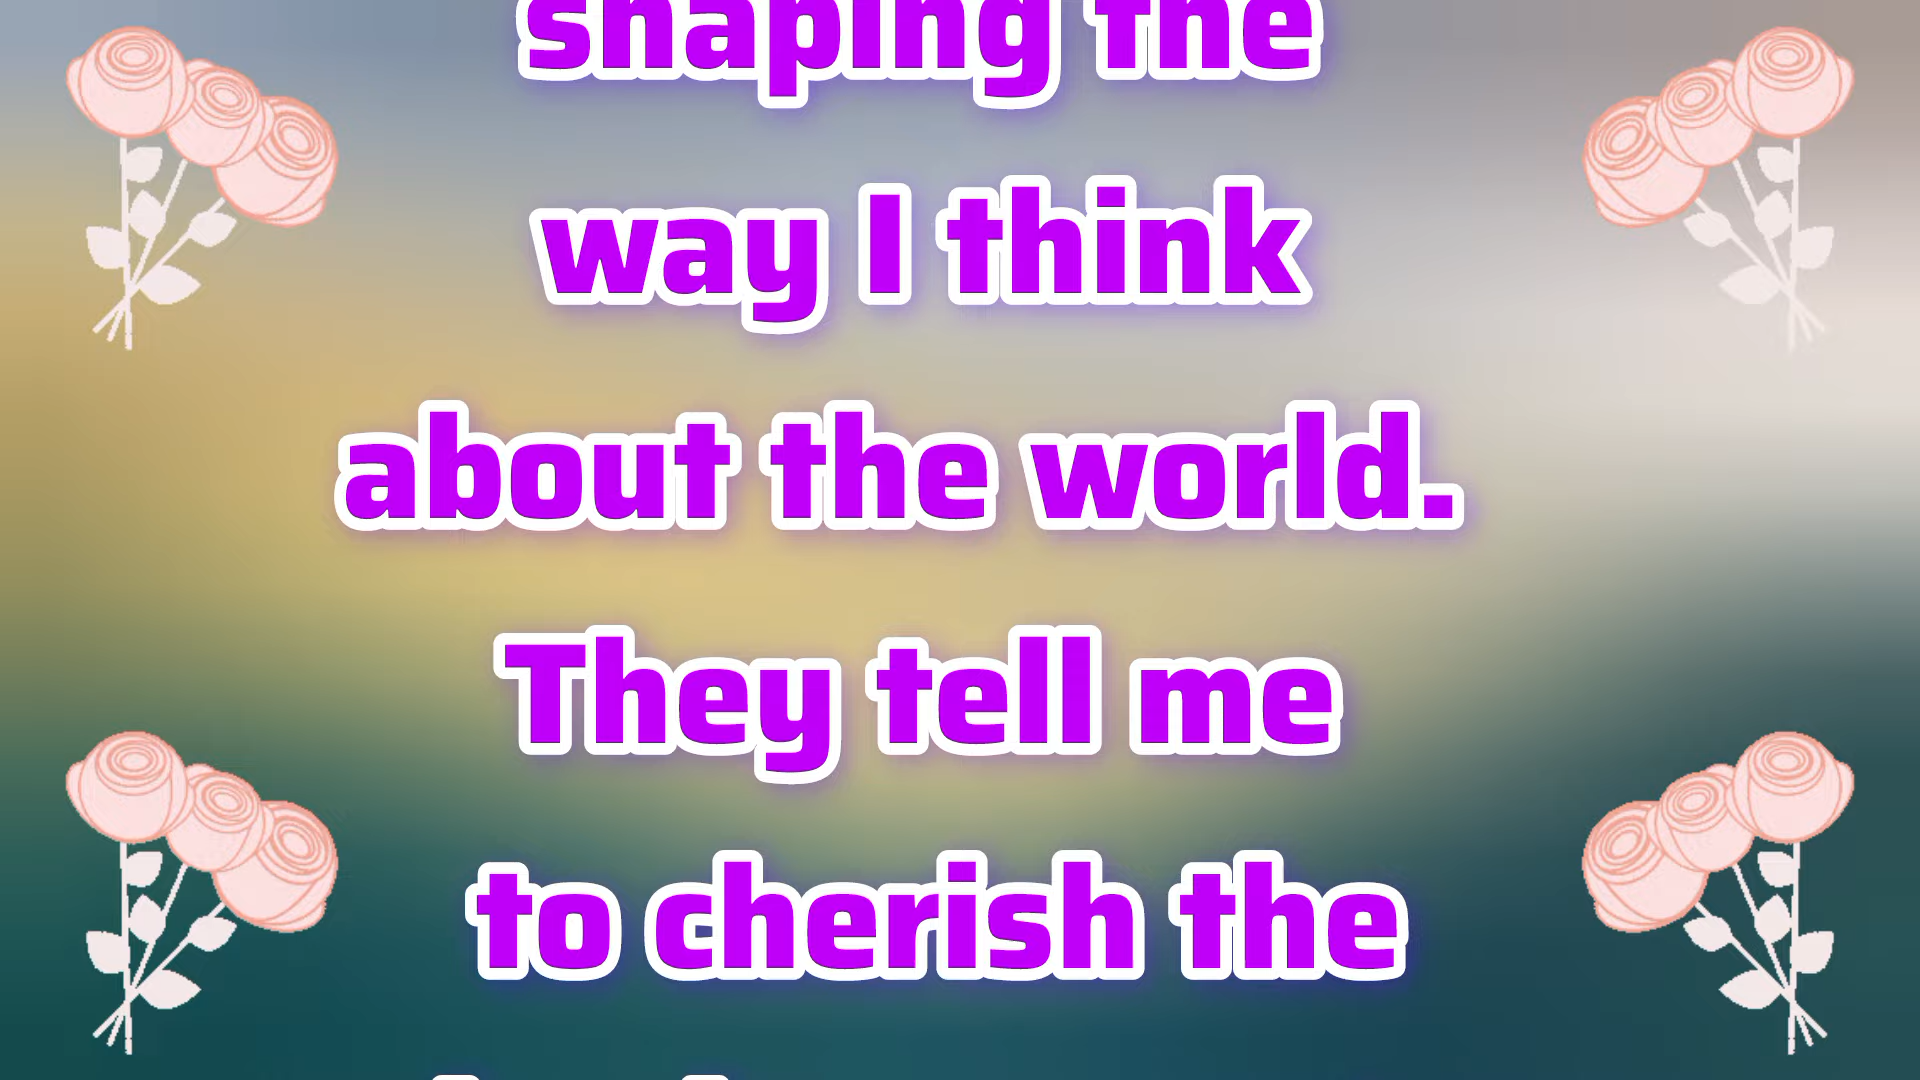 shaping the
way I think
about the world.
They tell me
to cherish the